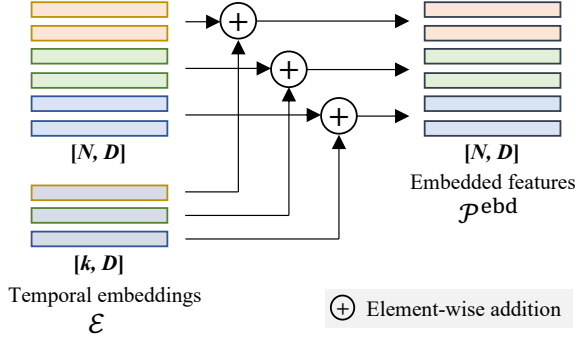 [N, D]
[N, D]
Embedded features
𝒫ᵉᵇᵈ
[k, D]
Temporal embeddings
ℰ
Element-wise addition